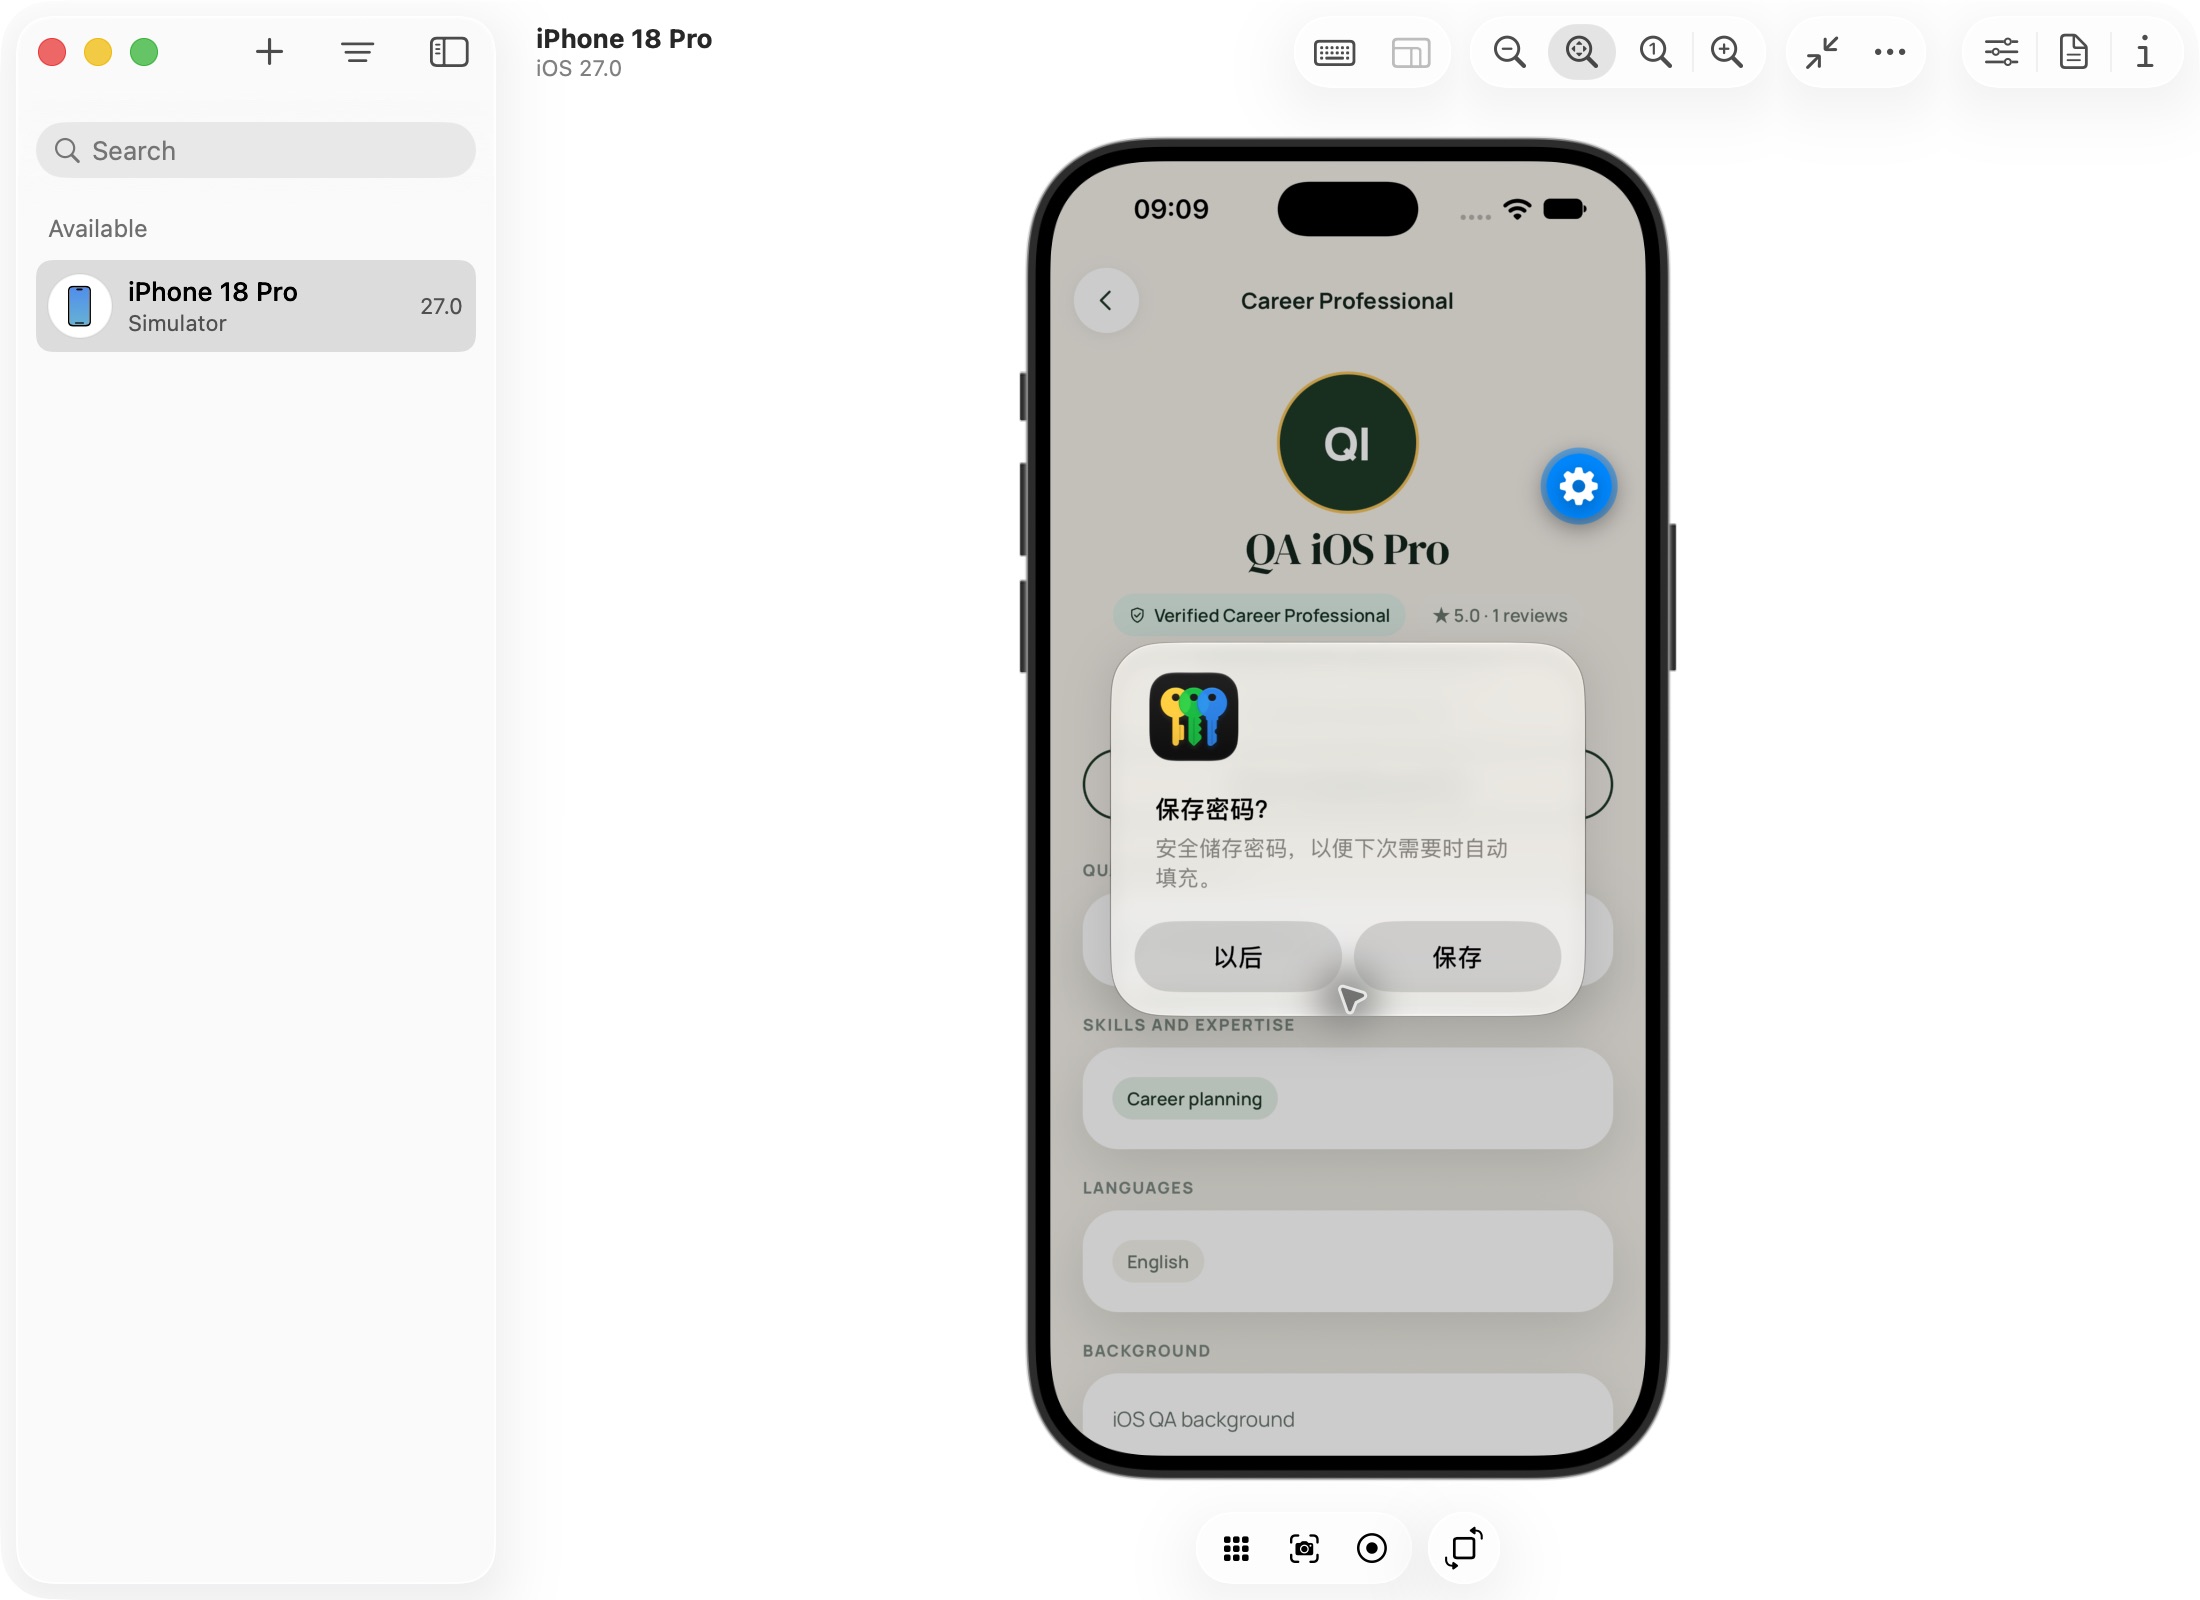 iPhone 18 Pro
iOS 27.0
Search
Available
iPhone 18 Pro
Simulator
27.0
09:09
Career Professional
QI
QA iOS Pro
Verified Career Professional
★ 5.0 · 1 reviews
保存密码?
安全储存密码，以便下次需要时自动
填充。
以后
保存
SKILLS AND EXPERTISE
Career planning
LANGUAGES
English
BACKGROUND
iOS QA background